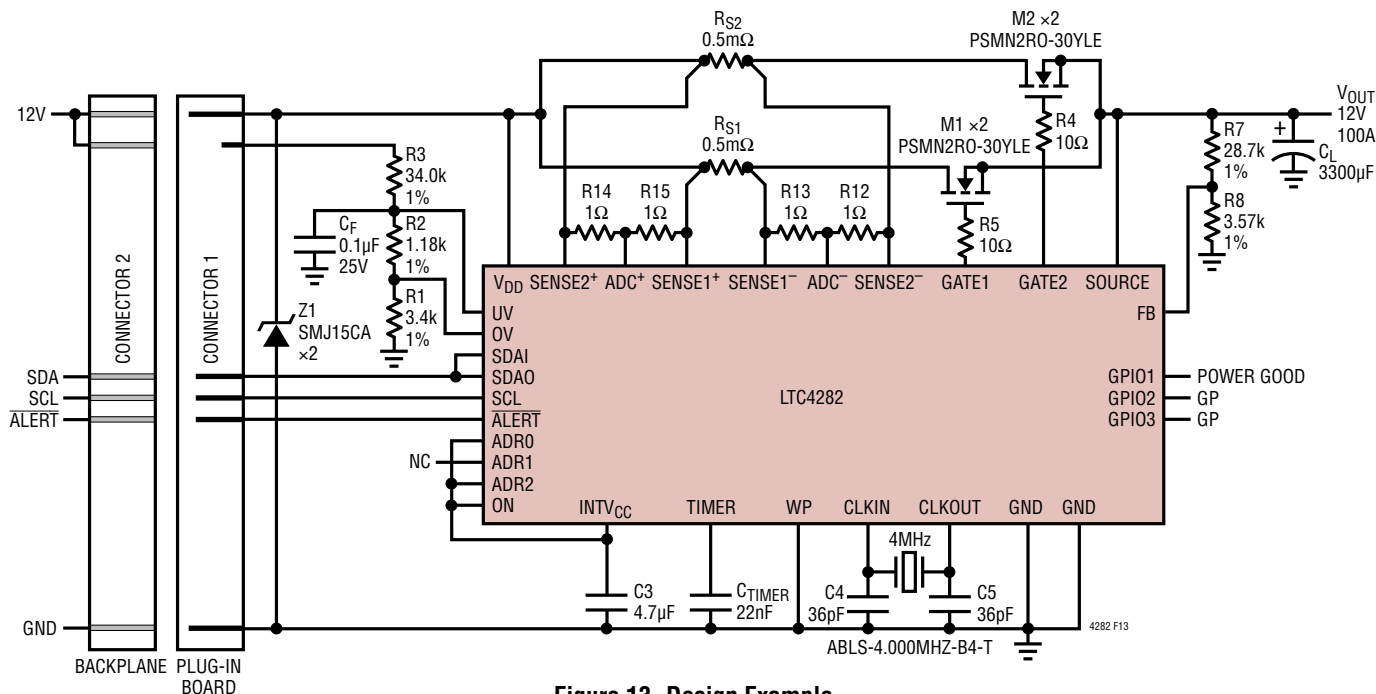 RS2
0.5mΩ
M2 ×2
PSMN2RO-30YLE
12V
VOUT
12V
100A
R4
10Ω
RS1
0.5mΩ
M1 ×2
PSMN2RO-30YLE
R7
28.7k
1%
+
CL
3300µF
R3
34.0k
1%
R14
1Ω
R15
1Ω
R13
1Ω
R12
1Ω
R5
10Ω
R8
3.57k
1%
CF
0.1µF
25V
R2
1.18k
1%
R1
3.4k
1%
Z1
SMJ15CA
×2
CONNECTOR 2
CONNECTOR 1
VDD
SENSE2+
ADC+
SENSE1+
SENSE1−
ADC−
SENSE2−
GATE1
GATE2
SOURCE
UV
OV
SDAI
SDAO
SCL
ALERT
ADR0
ADR1
ADR2
ON
FB
LTC4282
GPIO1
GPIO2
GPIO3
POWER GOOD
GP
GP
SDA
SCL
ALERT
NC
INTVCC
TIMER
WP
CLKIN
CLKOUT
GND
GND
4MHz
C3
4.7µF
CTIMER
22nF
C4
36pF
C5
36pF
ABLS-4.000MHZ-B4-T
4282 F13
GND
BACKPLANE
PLUG-IN
BOARD